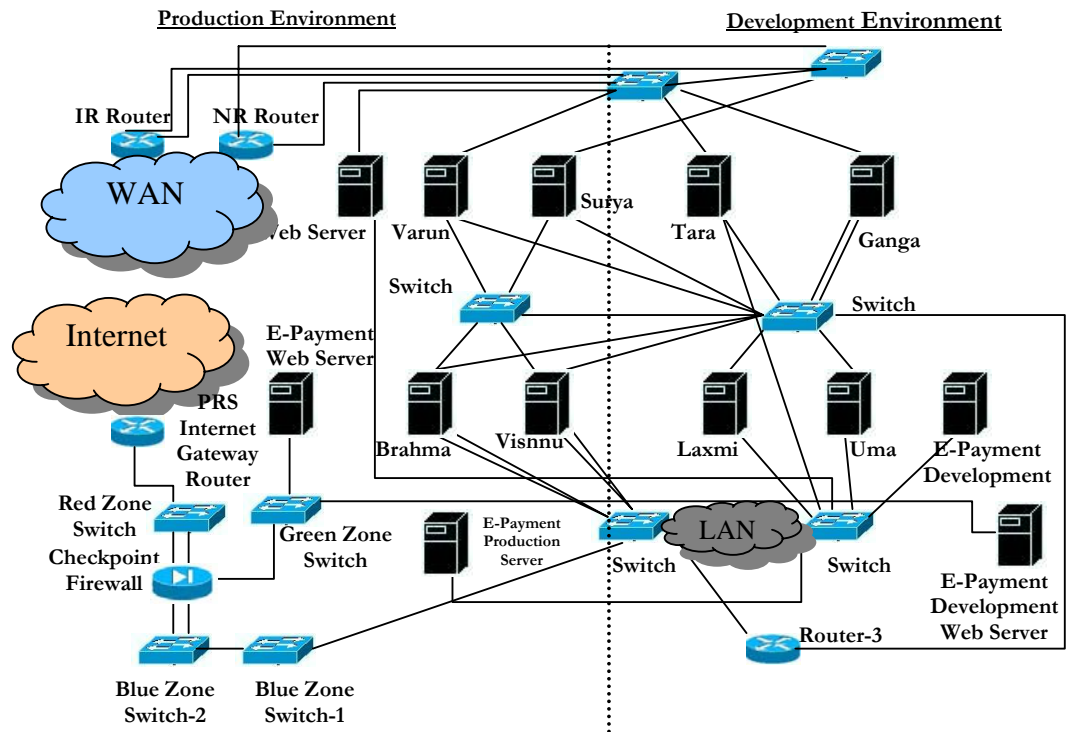 Production Environment
Development Environment
IR Router
NR Router
WAN
Web Server
Varun
Surya
Tara
Ganga
Switch
Switch
Internet
E-Payment
Web Server
PRS
Internet
Gateway
Router
Brahma
Vishnu
Laxmi
Uma
E-Payment
Development
Red Zone
Switch
Green Zone
Switch
E-Payment
Production
Server
LAN
Switch
Switch
Checkpoint
Firewall
E-Payment
Development
Web Server
Router-3
Blue Zone
Switch-2
Blue Zone
Switch-1